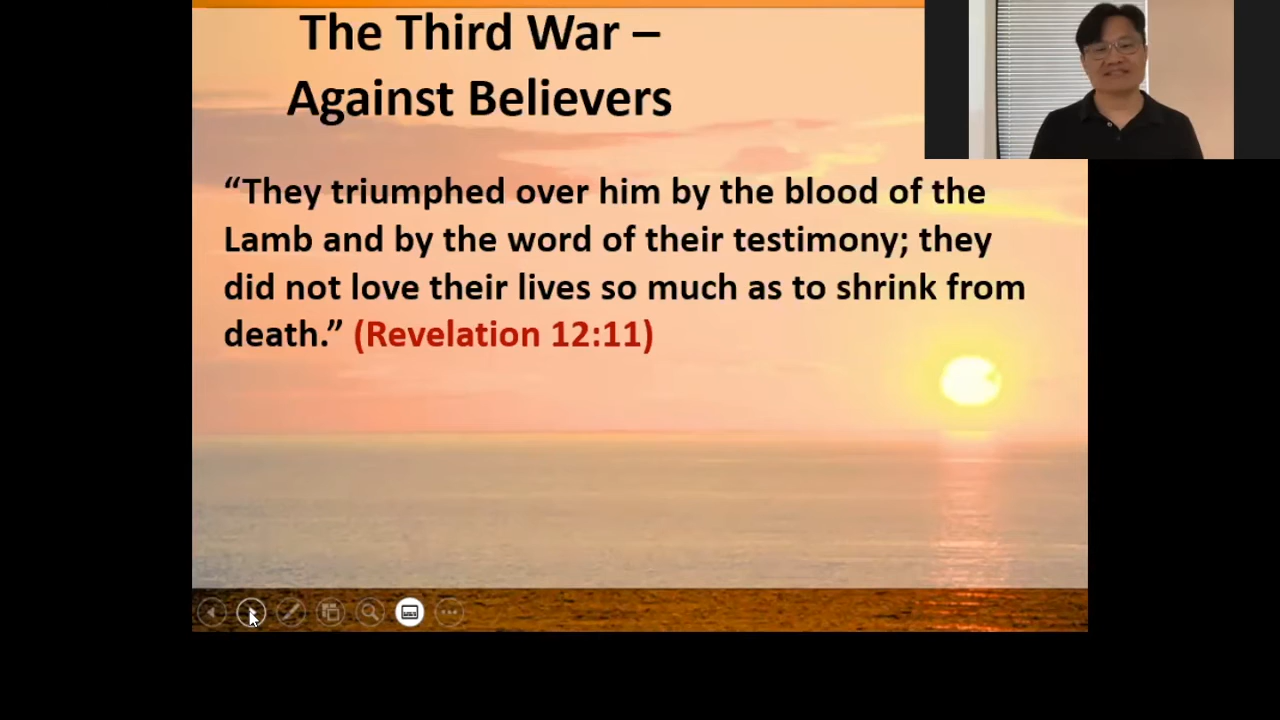 The Third War –
Against Believers
“They triumphed over him by the blood of the
Lamb and by the word of their testimony; they
did not love their lives so much as to shrink from
death.” (Revelation 12:11)